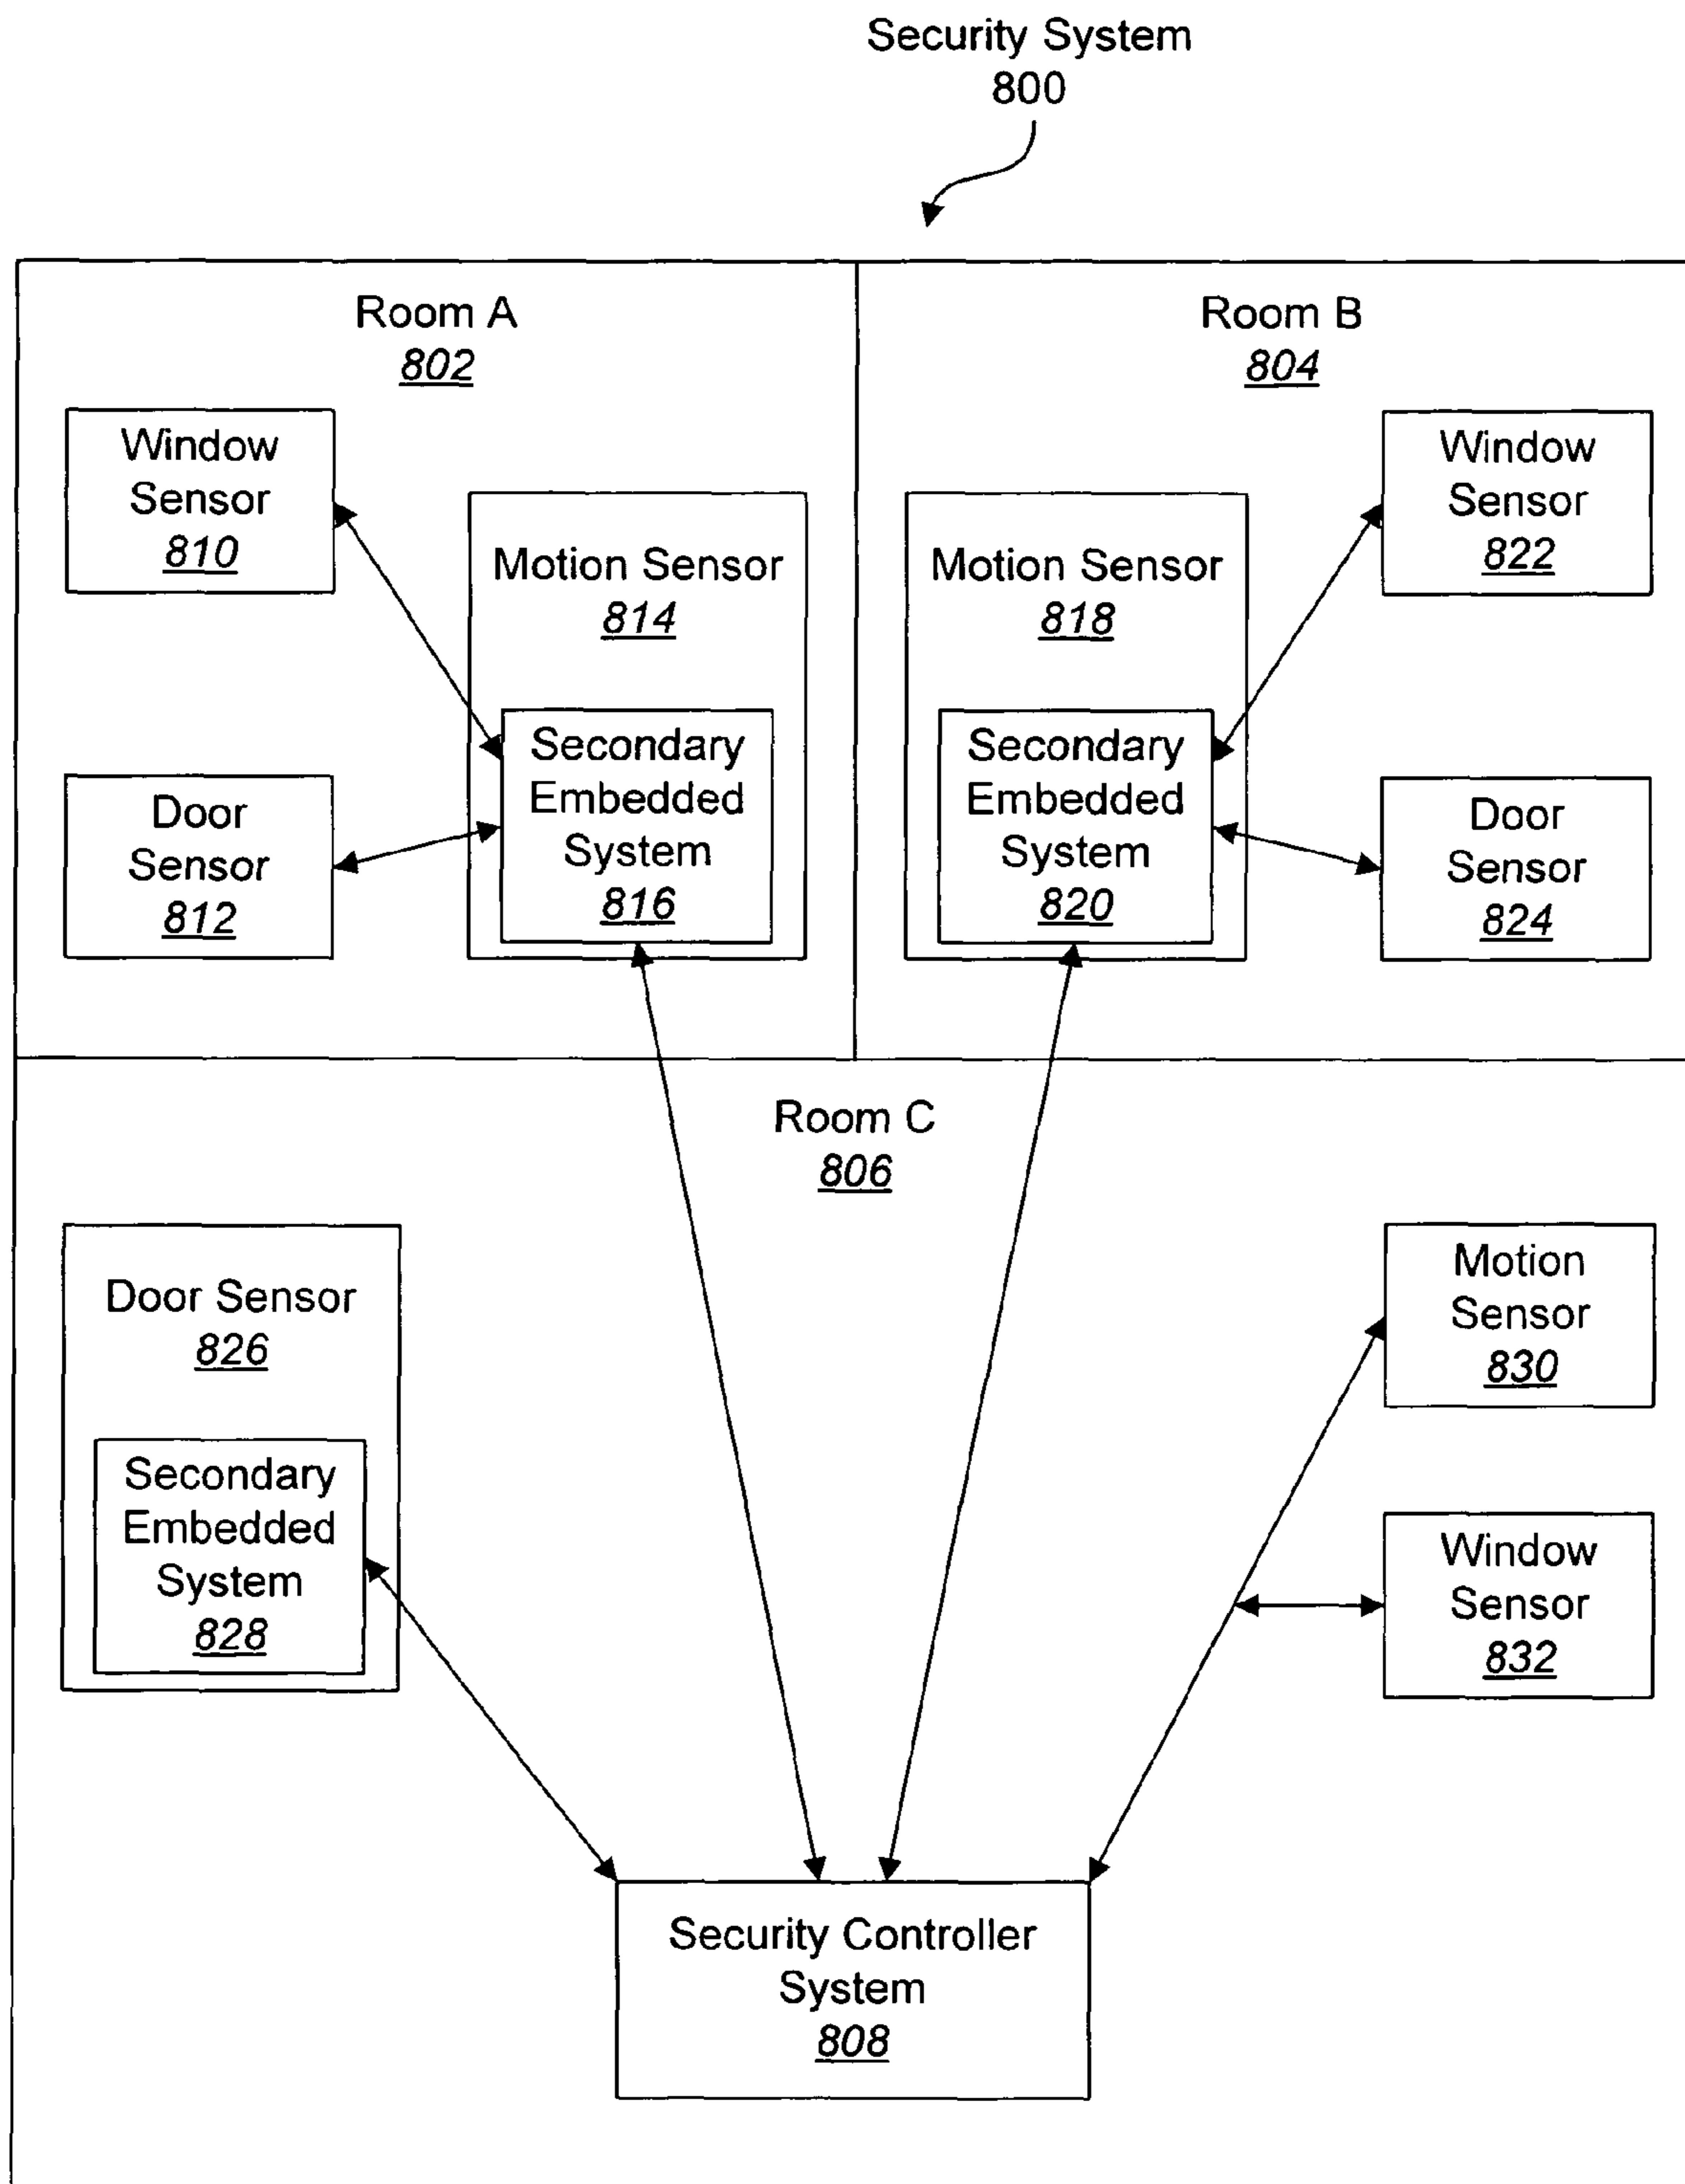 Security System
800
Room A
802
Room B
804
Window
Sensor
810
Motion Sensor
814
Secondary
Embedded
System
816
Door
Sensor
812
Motion Sensor
818
Secondary
Embedded
System
820
Window
Sensor
822
Door
Sensor
824
Room C
806
Door Sensor
826
Secondary
Embedded
System
828
Motion
Sensor
830
Window
Sensor
832
Security Controller
System
808